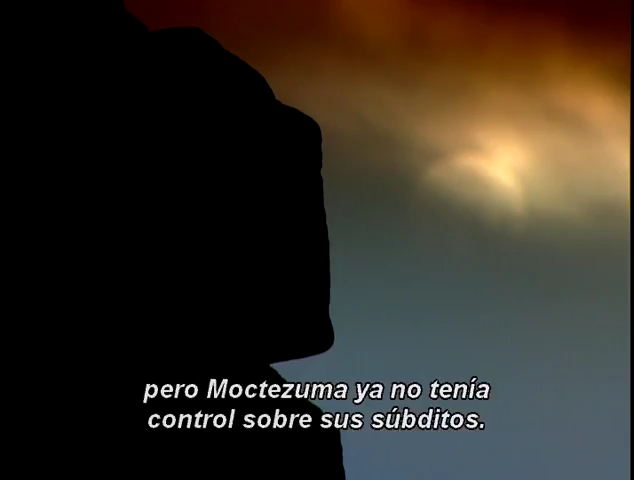 pero Moctezuma ya no tenía
control sobre sus súbditos.